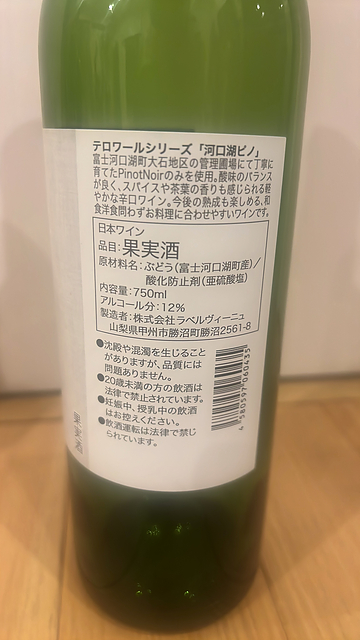 テロワールシリーズ「河口湖ピノ」
富士河口湖町大石地区の管理圃場にて丁寧に
育てたPinotNoirのみを使用。酸味のバランス
が良く、スパイスや茶葉の香りも感じられる軽
やかな辛口ワイン。今後の熟成も楽しめる、和
食洋食問わずお料理に合わせやすいワインです。
日本ワイン
品目:果実酒
原材料名:ぶどう(富士河口湖町産)/
酸化防止剤(亜硫酸塩)
内容量:750ml
アルコール分:12%
製造者:株式会社ラベルヴィーニュ
山梨県甲州市勝沼町勝沼2561-8
●沈殿や混濁を生じること
がありますが、品質には
問題ありません。
●20歳未満の方の飲酒は
法律で禁止されています。
●妊娠中、授乳中の飲酒
はお控えください。
●飲酒運転は法律で禁じ
られています。
果実酒